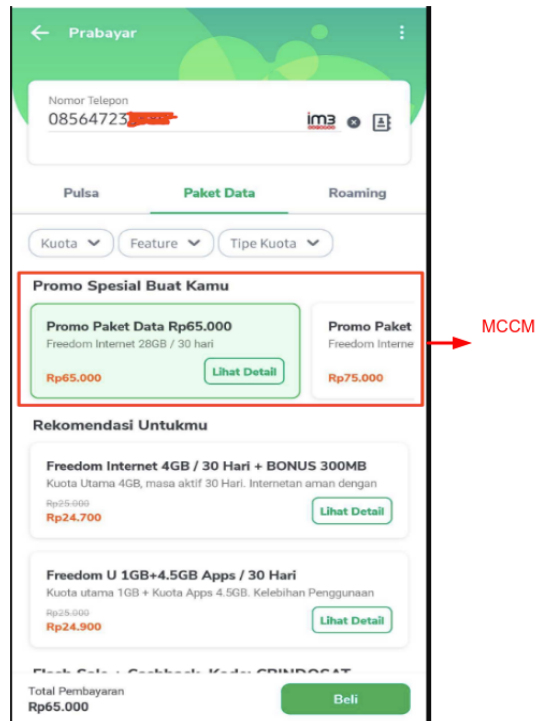 Prabayar
Nomor Telepon
08564723
im3
Pulsa Paket Data Roaming
Kuota Feature Tipe Kuota
Promo Spesial Buat Kamu
Promo Paket Data Rp65.000
Freedom Internet 28GB / 30 hari
Rp65.000
Lihat Detail
Promo Paket
Freedom Interne
Rp75.000
MCCM
Rekomendasi Untukmu
Freedom Internet 4GB / 30 Hari + BONUS 300MB
Kuota Utama 4GB, masa aktif 30 Hari. Internetan aman dengan
Rp25.000
Rp24.700
Lihat Detail
Freedom U 1GB+4.5GB Apps / 30 Hari
Kuota utama 1GB + Kuota Apps 4.5GB. Kelebihan Penggunaan
Rp25.000
Rp24.900
Lihat Detail
Total Pembayaran
Rp65.000
Beli